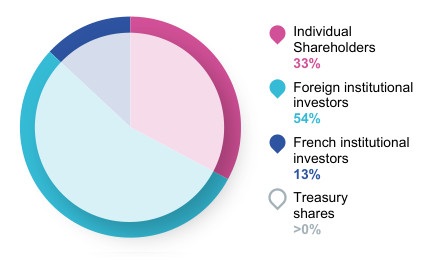 Individual
Shareholders
33%
Foreign institutional
investors
54%
French institutional
investors
13%
Treasury
shares
>0%